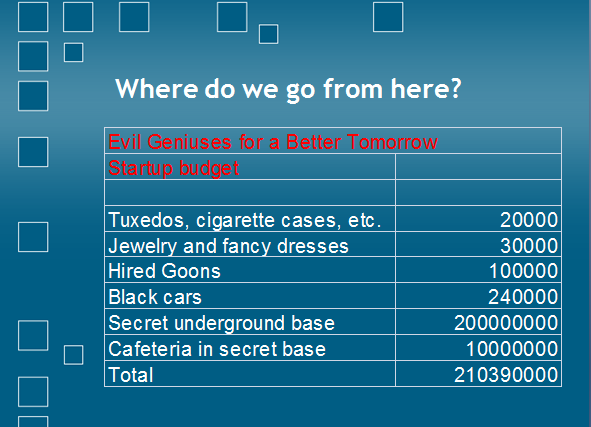 Where do we go from here?
Evil Geniuses for a Better Tomorrow
Startup budget
Tuxedos, cigarette cases, etc. 20000
Jewelry and fancy dresses 30000
Hired Goons 100000
Black cars 240000
Secret underground base 200000000
Cafeteria in secret base 10000000
Total 210390000